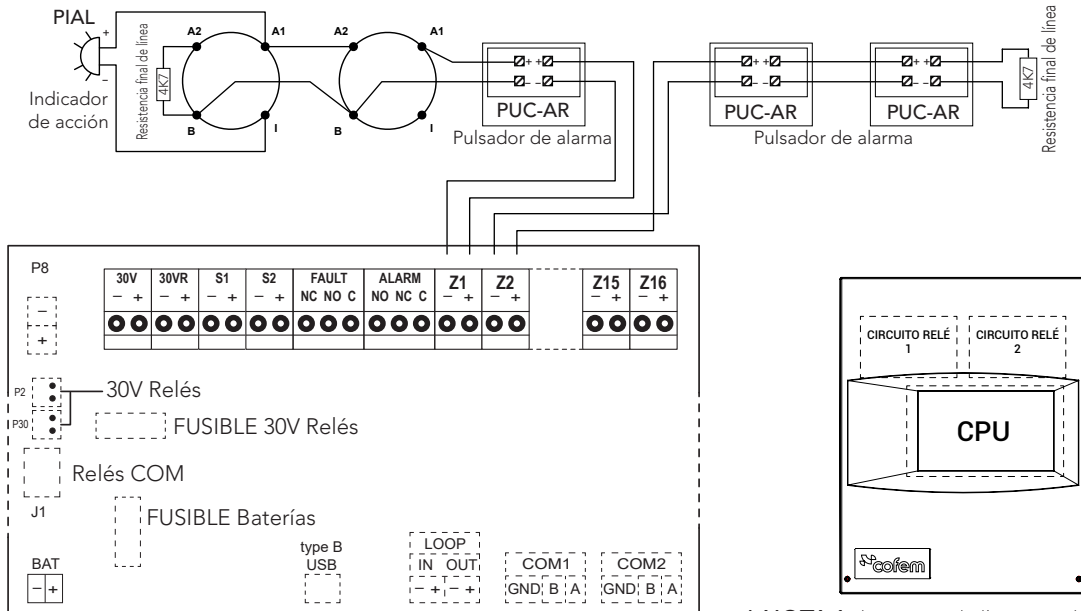 PIAL
+
−
Indicador
de acción
Resistencia final de línea
4K7
A2
A1
B
I
A2
A1
B
I
+ +
− −
PUC-AR
Pulsador de alarma
+ +
− −
PUC-AR
+ +
− −
PUC-AR
Pulsador de alarma
4K7
Resistencia final de línea
P8
−
+
30V
− +
30VR
− +
S1
− +
S2
− +
FAULT
NC NO C
ALARM
NO NC C
Z1
− +
Z2
− +
Z15
− +
Z16
− +
P2
P30
30V Relés
FUSIBLE 30V Relés
Relés COM
J1
FUSIBLE Baterías
BAT
− +
type B
USB
LOOP
IN OUT
− + − +
COM1
GND B A
COM2
GND B A
CIRCUITO RELÉ
1
CIRCUITO RELÉ
2
CPU
cofem